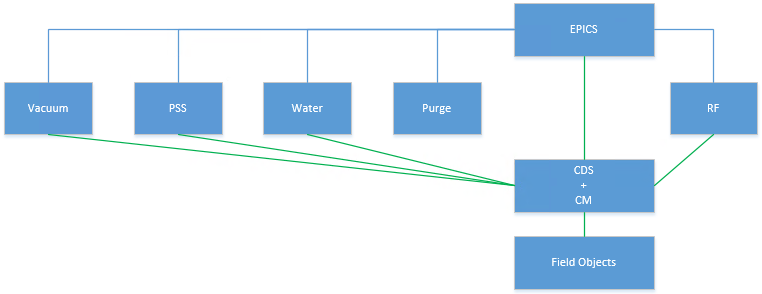 EPICS
Vacuum
PSS
Water
Purge
RF
CDS
+
CM
Field Objects